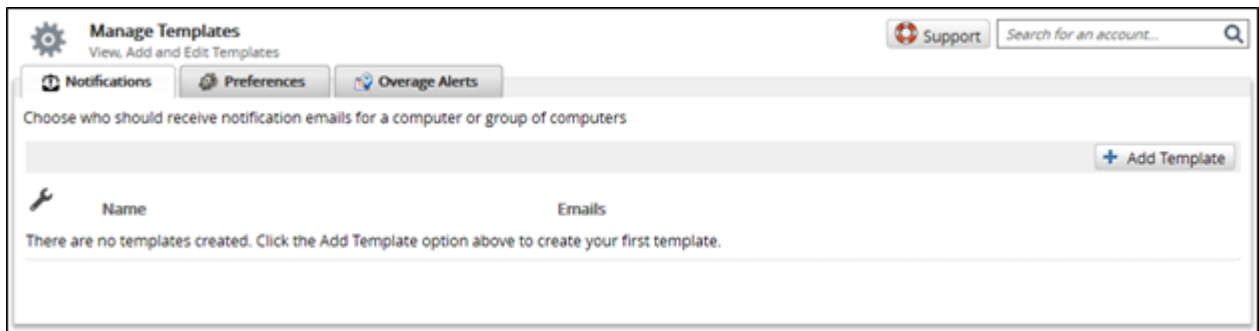 Manage Templates
View, Add and Edit Templates
Support
Search for an account...
Notifications
Preferences
Overage Alerts
Choose who should receive notification emails for a computer or group of computers
+ Add Template
Name Emails
There are no templates created. Click the Add Template option above to create your first template.